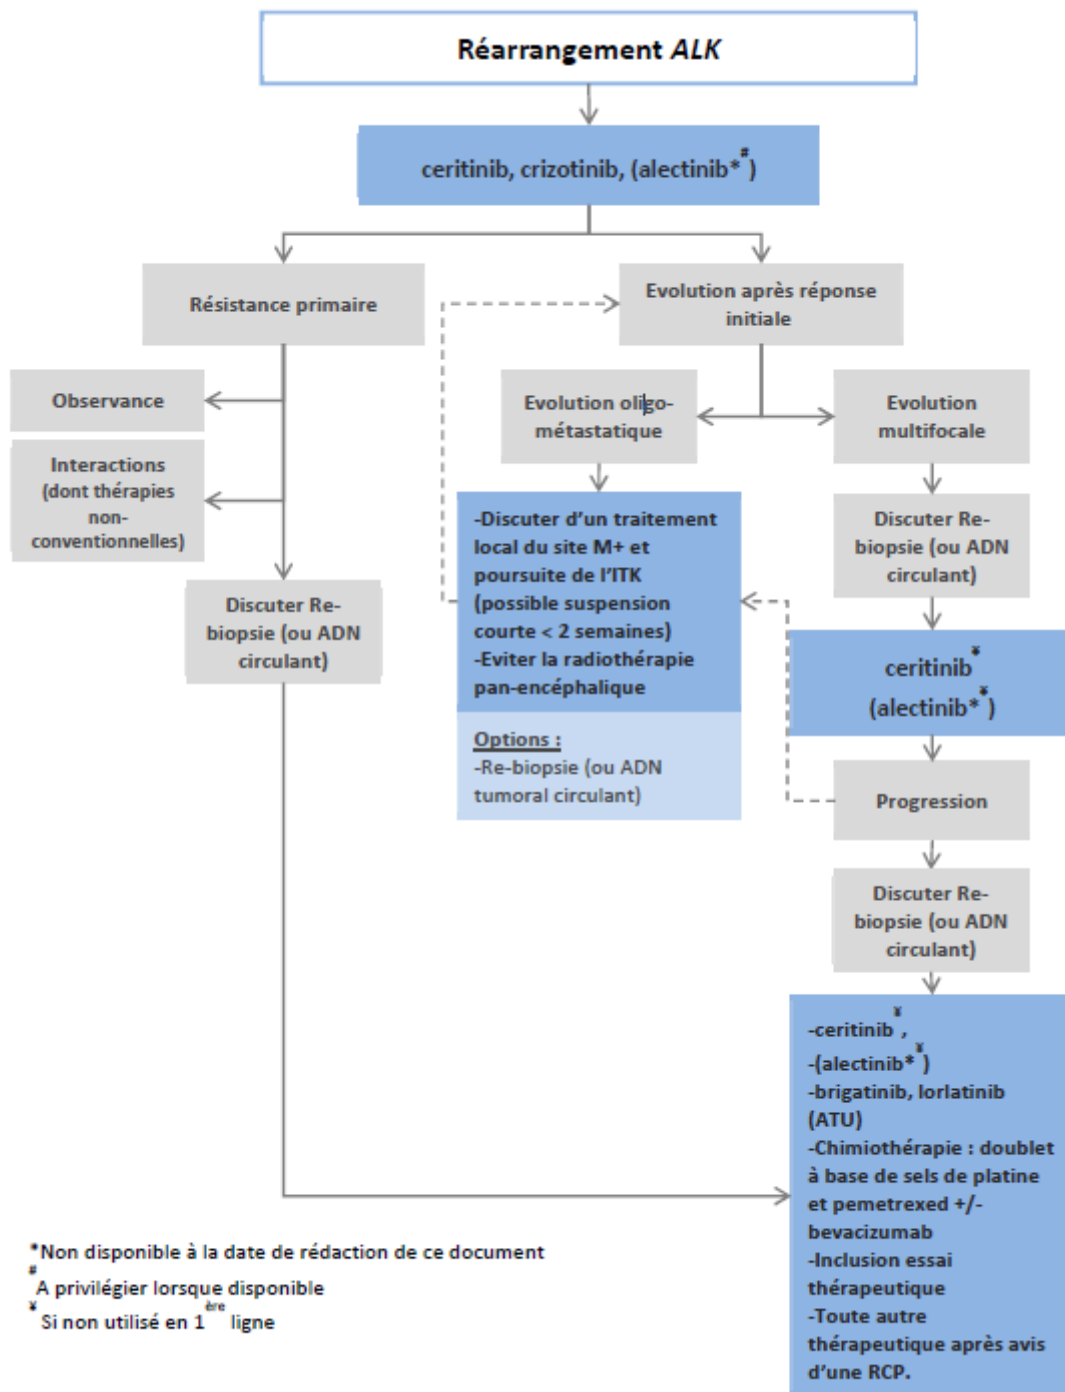 Réarrangement ALK
ceritinib, crizotinib, (alectinib*#)
Résistance primaire
Evolution après réponse
initiale
Observance
Interactions
(dont thérapies
non-
conventionnelles)
Discuter Re-
biopsie (ou ADN
circulant)
Evolution oligo-
métastatique
Evolution
multifocale
-Discuter d'un traitement
local du site M+ et
poursuite de l'ITK
(possible suspension
courte < 2 semaines)
-Eviter la radiothérapie
pan-encéphalique
Options :
-Re-biopsie (ou ADN
tumoral circulant)
Discuter Re-
biopsie (ou ADN
circulant)
ceritinib¥
(alectinib*¥)
Progression
Discuter Re-
biopsie (ou ADN
circulant)
-ceritinib¥,
-(alectinib*¥)
-brigatinib, lorlatinib
(ATU)
-Chimiothérapie : doublet
à base de sels de platine
et pemetrexed +/-
bevacizumab
-Inclusion essai
thérapeutique
-Toute autre
thérapeutique après avis
d'une RCP.
*Non disponible à la date de rédaction de ce document
#A privilégier lorsque disponible
¥ Si non utilisé en 1ère ligne